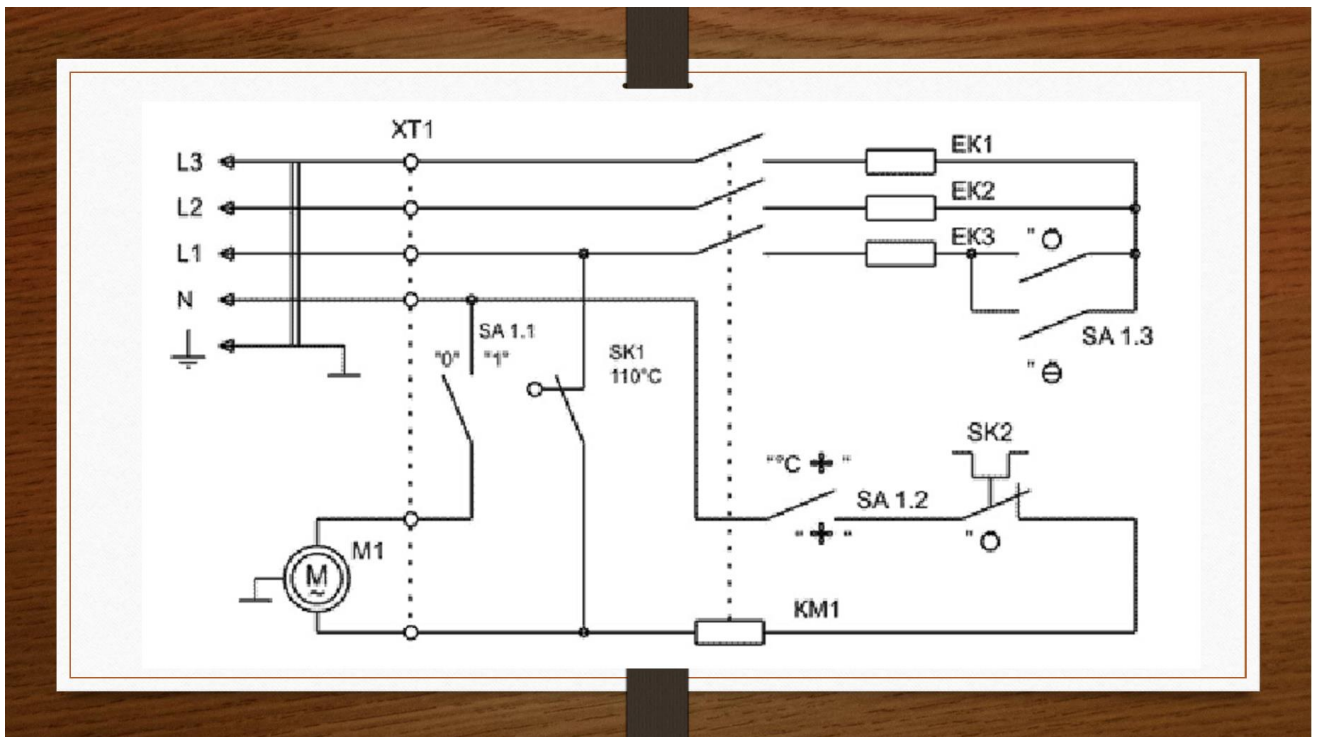 XT1
L3
EK1
L2
EK2
L1
EK3
" Ö
N
SA 1.1
"0" "1"
SK1
110°C
SA 1.3
" Ӫ
SK2
"°C + "
SA 1.2
" + "
" O
M1
M
~
KM1